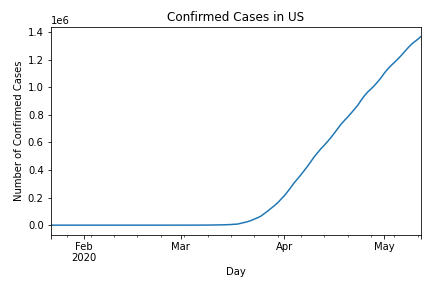 Confirmed Cases in US
1e6
Number of Confirmed Cases
1.4
1.2
1.0
0.8
0.6
0.4
0.2
0.0
Feb Mar Apr May
2020
Day